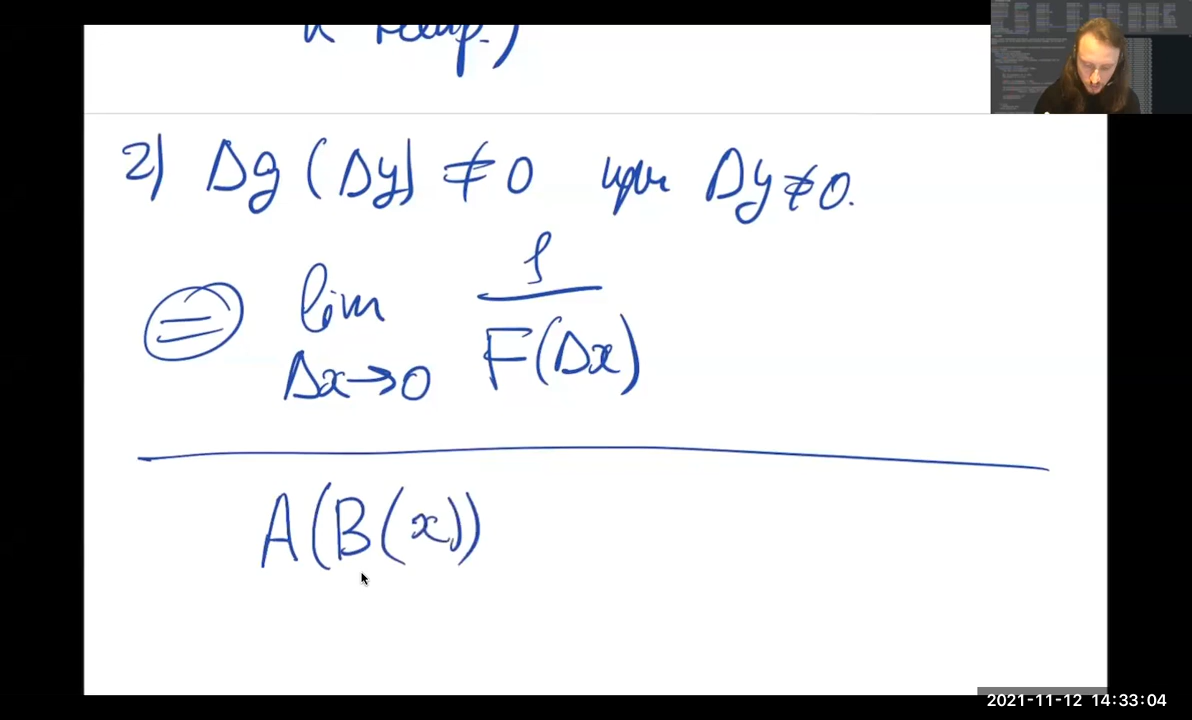 2) Δg(Δy) ≠ 0 при Δy ≠ 0.
= lim Δx→0 1 / F(Δx)
A(B(x))
2021-11-12 14:33:04